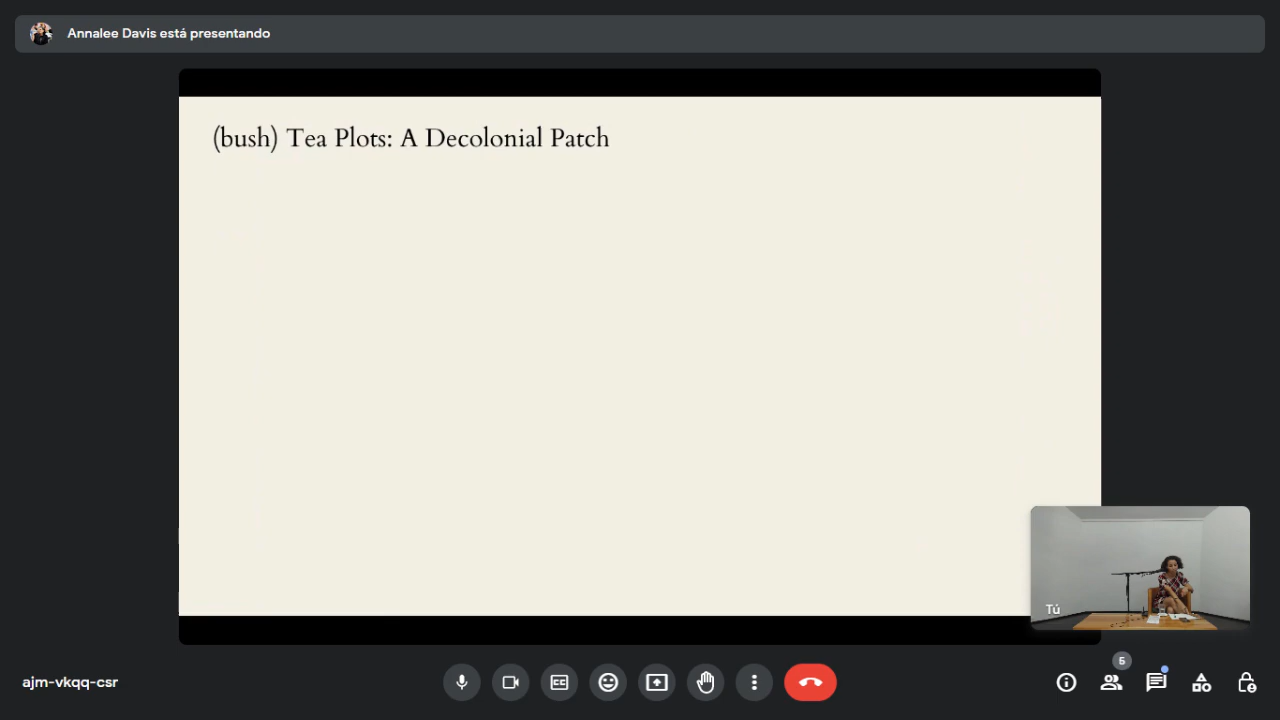 Annalee Davis está presentando
(bush) Tea Plots: A Decolonial Patch
Tú
5
ajm-vkqq-csr